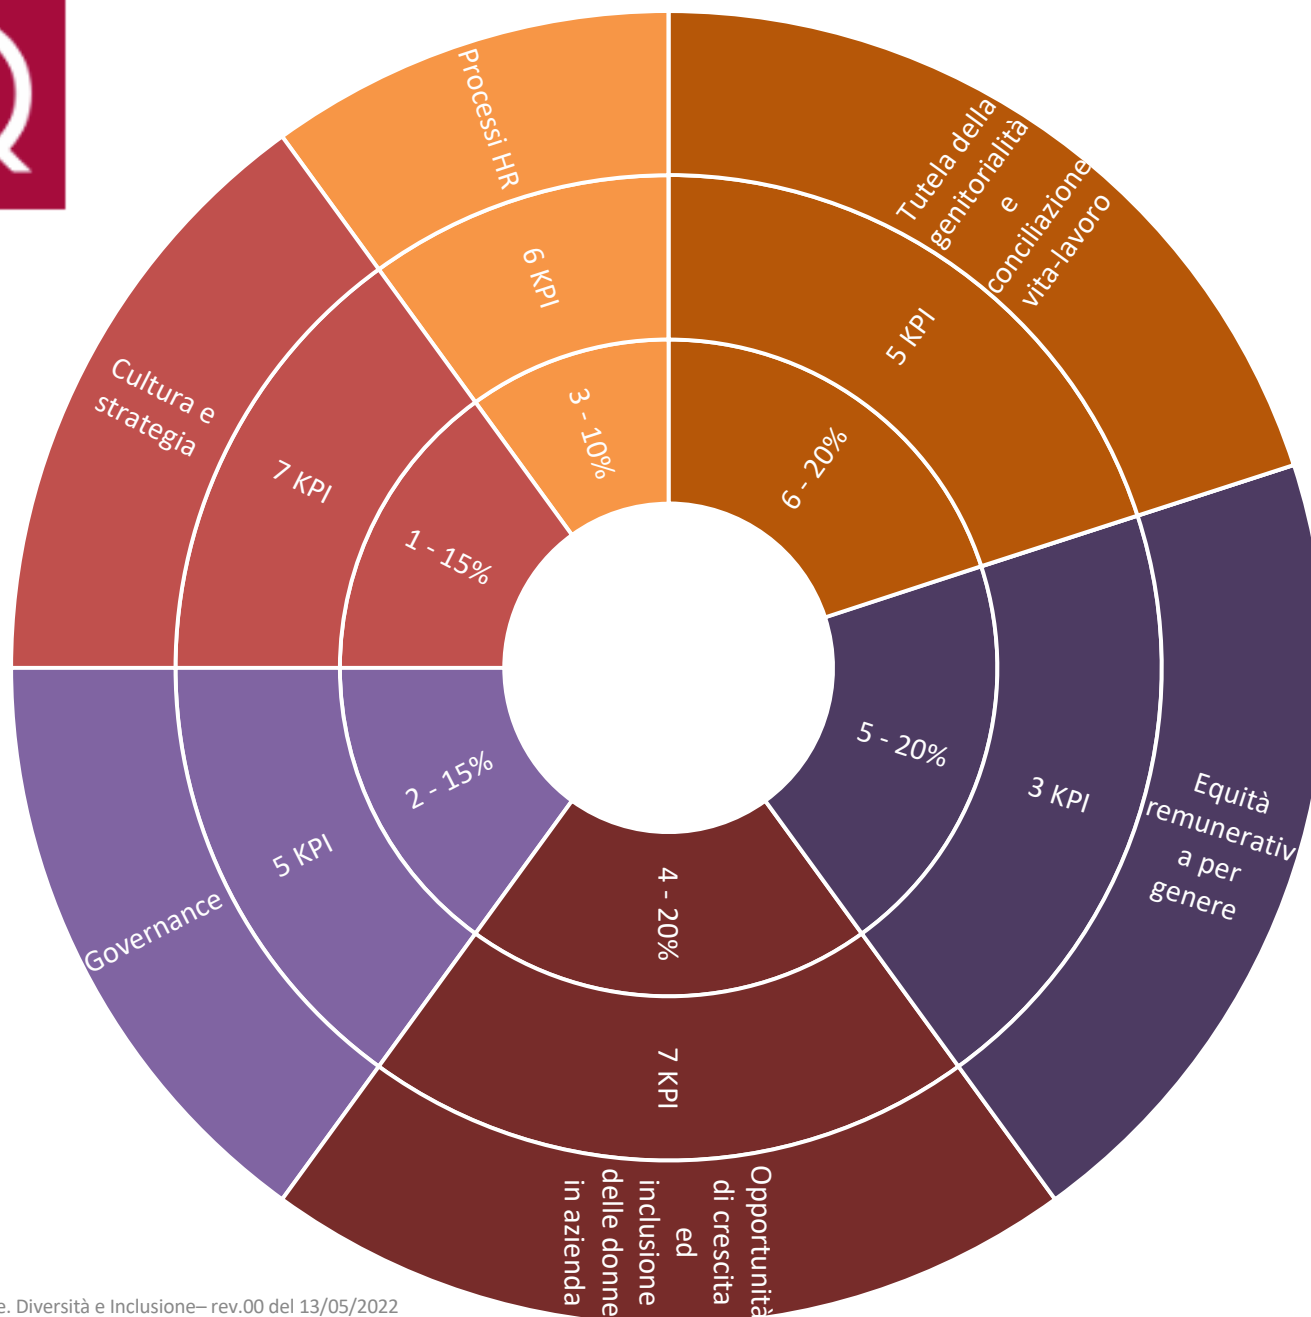 Processi HR
6 KPI
3 - 10%
Tutela della
genitorialità
e
conciliazione
vita-lavoro
5 KPI
6 - 20%
Equità
remunerativ
a per
genere
3 KPI
5 - 20%
Opportunità
di crescita
ed
inclusione
delle donne
in azienda
7 KPI
4 - 20%
Governance
5 KPI
2 - 15%
Cultura e
strategia
7 KPI
1 - 15%
e. Diversità e Inclusione– rev.00 del 13/05/2022